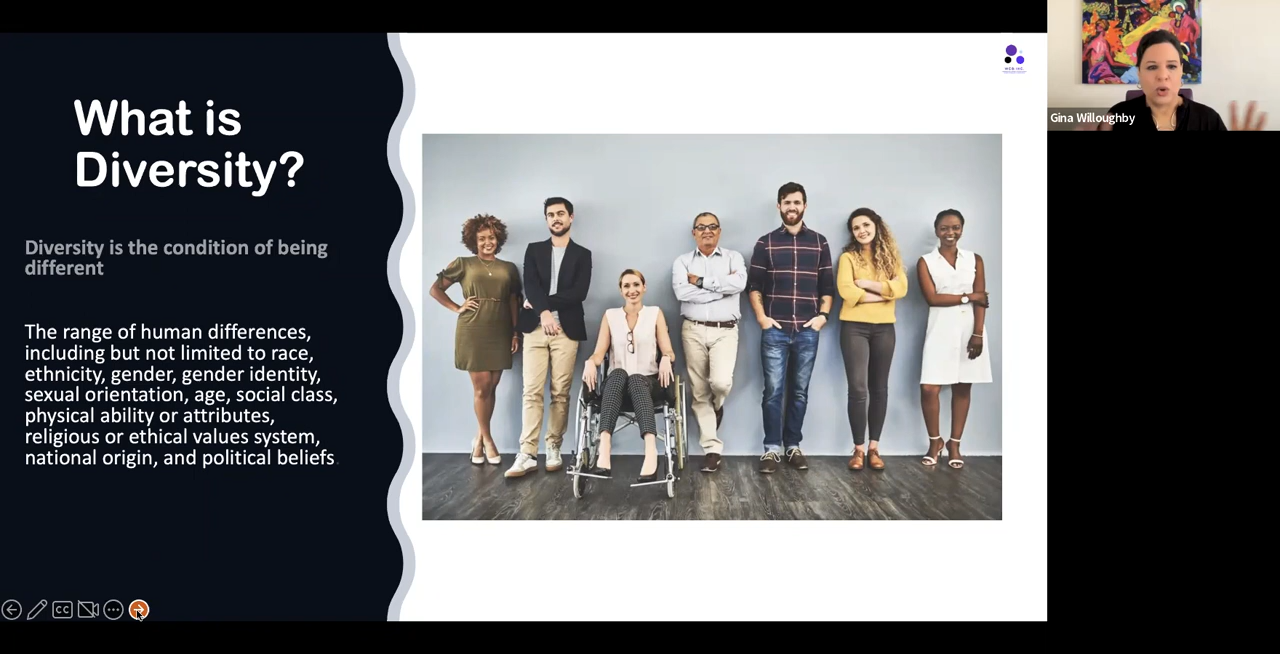 What is
Diversity?
Diversity is the condition of being
different
The range of human differences,
including but not limited to race,
ethnicity, gender, gender identity,
sexual orientation, age, social class,
physical ability or attributes,
religious or ethical values system,
national origin, and political beliefs.
CC
Gina Willoughby